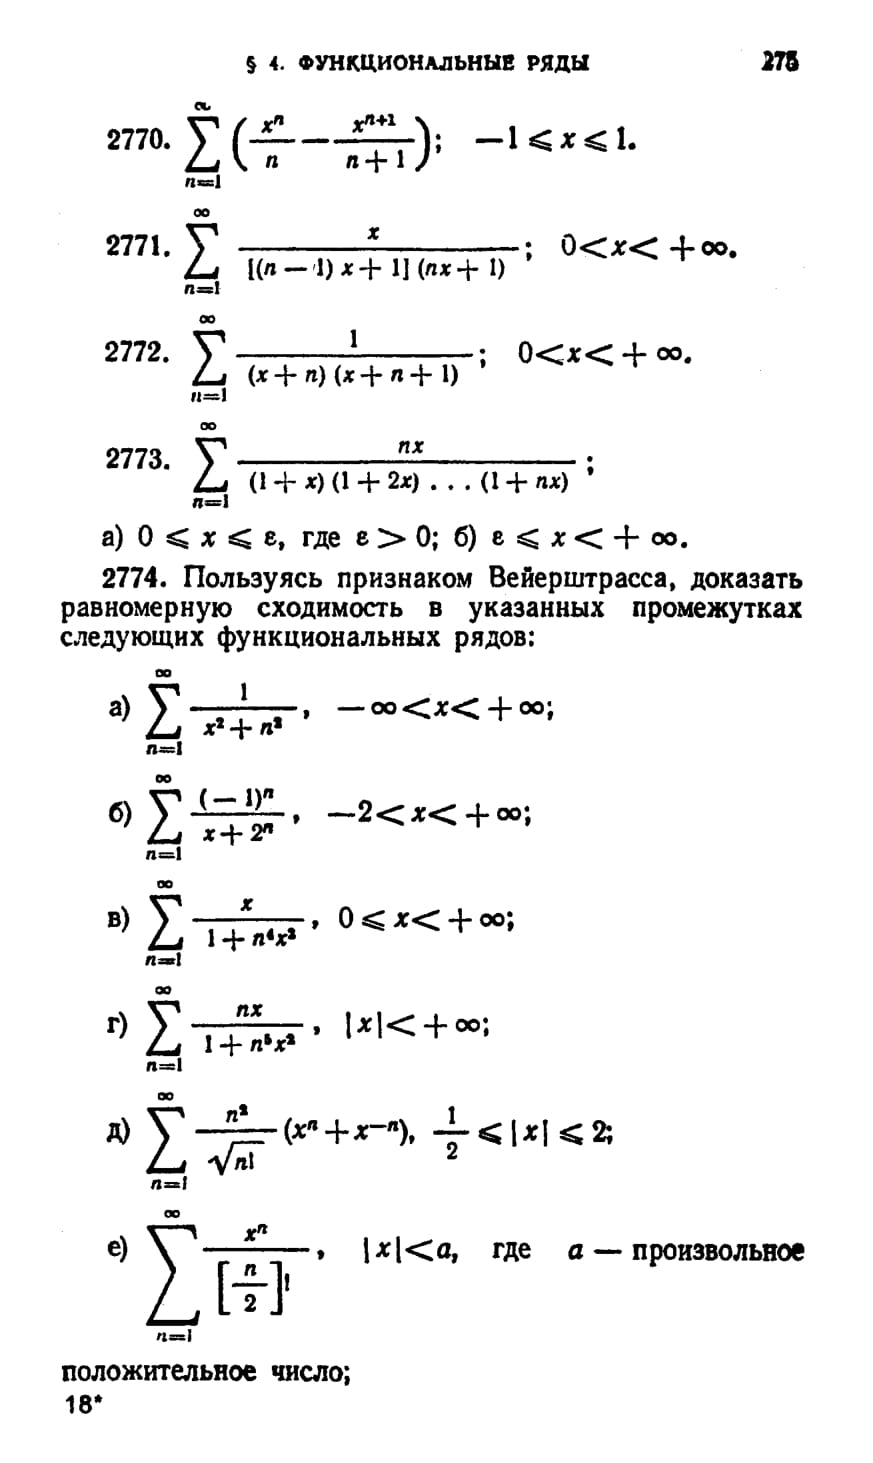 § 4. ФУНКЦИОНАЛЬНЫЕ РЯДЫ 275
2770. $\sum_{n=1}^{\infty} \left( \frac{x^n}{n} - \frac{x^{n+1}}{n+1} \right)$; $-1 \leqslant x \leqslant 1$.
2771. $\sum_{n=1}^{\infty} \frac{x}{[(n-1)x+1](nx+1)}$; $0 < x < +\infty$.
2772. $\sum_{n=1}^{\infty} \frac{1}{(x+n)(x+n+1)}$; $0 < x < +\infty$.
2773. $\sum_{n=1}^{\infty} \frac{nx}{(1+x)(1+2x)...(1+nx)}$;
а) $0 \leqslant x \leqslant \varepsilon$, где $\varepsilon > 0$; б) $\varepsilon \leqslant x < +\infty$.
2774. Пользуясь признаком Вейерштрасса, доказать
равномерную сходимость в указанных промежутках
следующих функциональных рядов:
а) $\sum_{n=1}^{\infty} \frac{1}{x^2+n^2}$, $-\infty < x < +\infty$;
б) $\sum_{n=1}^{\infty} \frac{(-1)^n}{x+2^n}$, $-2 < x < +\infty$;
в) $\sum_{n=1}^{\infty} \frac{x}{1+n^4x^2}$, $0 \leqslant x < +\infty$;
г) $\sum_{n=1}^{\infty} \frac{nx}{1+n^5x^2}$, $|x| < +\infty$;
д) $\sum_{n=1}^{\infty} \frac{n^2}{\sqrt{n!}} (x^n + x^{-n})$, $\frac{1}{2} \leqslant |x| \leqslant 2$;
е) $\sum_{n=1}^{\infty} \frac{x^n}{\left[\frac{n}{2}\right]!}$, $|x| < a$, где $a$ — произвольное
положительное число;
18*